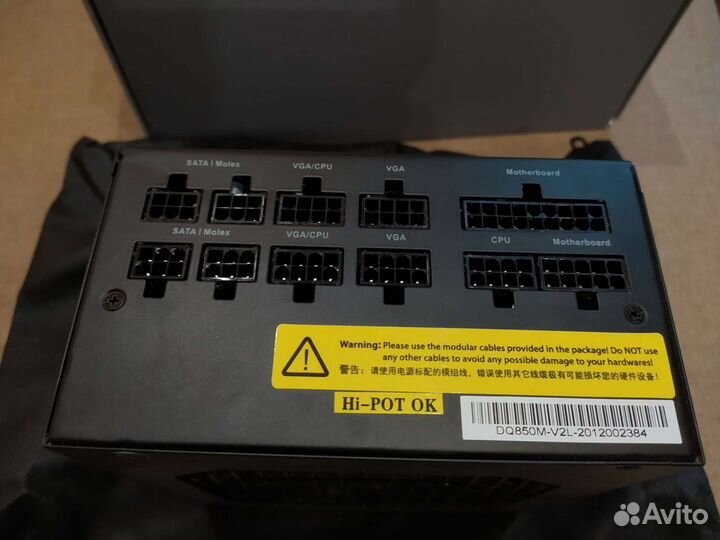 SATA | Molex VGA/CPU VGA Motherboard
SATA | Molex VGA/CPU VGA CPU Motherboard
Warning: Please use the modular cables provided in the package! Do NOT use
any other cables to avoid any possible damage to your hardwares!
警告：请使用电源标配的模组线，错误使用其它线缆极有可能损坏您的硬件设备！
Hi-POT OK
DQ850M-V2L-2012002384
Avito